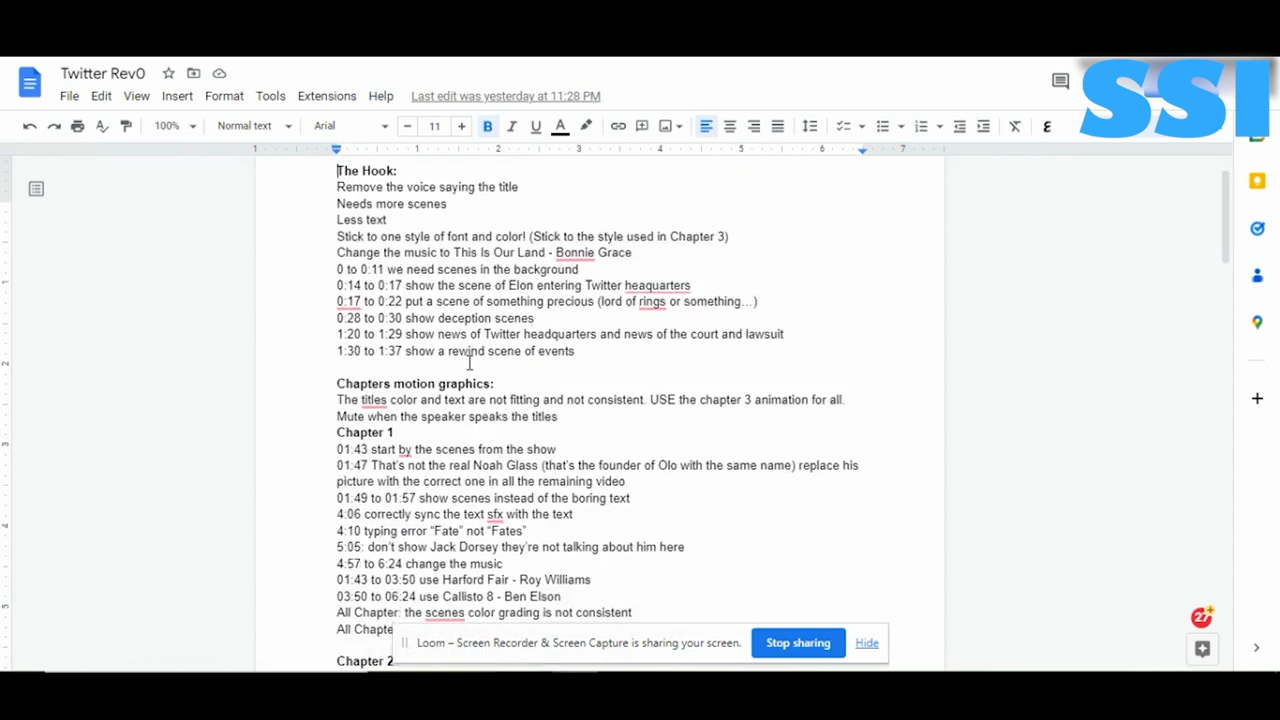 Twitter Rev0
SSI
File Edit View Insert Format Tools Extensions Help Last edit was yesterday at 11:28 PM
100% Normal text Arial 11 B I U A
1 1 2 3 4 5 6 7
The Hook:
Remove the voice saying the title
Needs more scenes
Less text
Stick to one style of font and color! (Stick to the style used in Chapter 3)
Change the music to This Is Our Land - Bonnie Grace
0 to 0:11 we need scenes in the background
0:14 to 0:17 show the scene of Elon entering Twitter heaquarters
0:17 to 0:22 put a scene of something precious (lord of rings or something…)
0:28 to 0:30 show deception scenes
1:20 to 1:29 show news of Twitter headquarters and news of the court and lawsuit
1:30 to 1:37 show a rewind scene of events
Chapters motion graphics:
The titles color and text are not fitting and not consistent. USE the chapter 3 animation for all.
Mute when the speaker speaks the titles
Chapter 1
01:43 start by the scenes from the show
01:47 That's not the real Noah Glass (that's the founder of Olo with the same name) replace his
picture with the correct one in all the remaining video
01:49 to 01:57 show scenes instead of the boring text
4:06 correctly sync the text sfx with the text
4:10 typing error “Fate” not “Fates”
5:05: don't show Jack Dorsey they're not talking about him here
4:57 to 6:24 change the music
01:43 to 03:50 use Harford Fair - Roy Williams
03:50 to 06:24 use Callisto 8 - Ben Elson
All Chapter: the scenes color grading is not consistent
All Chapte
Loom – Screen Recorder & Screen Capture is sharing your screen. Stop sharing Hide
Chapter 2
27